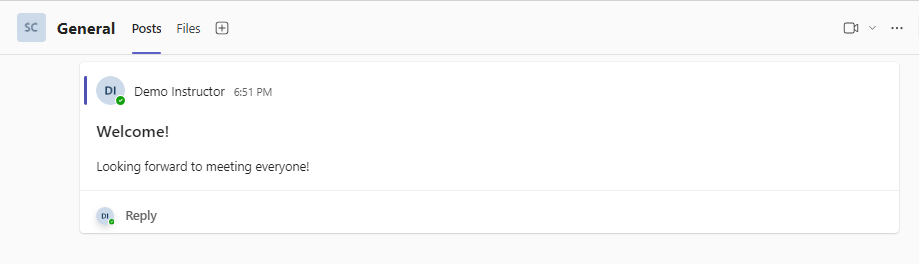 SC General Posts Files
DI Demo Instructor 6:51 PM
Welcome!
Looking forward to meeting everyone!
DI Reply